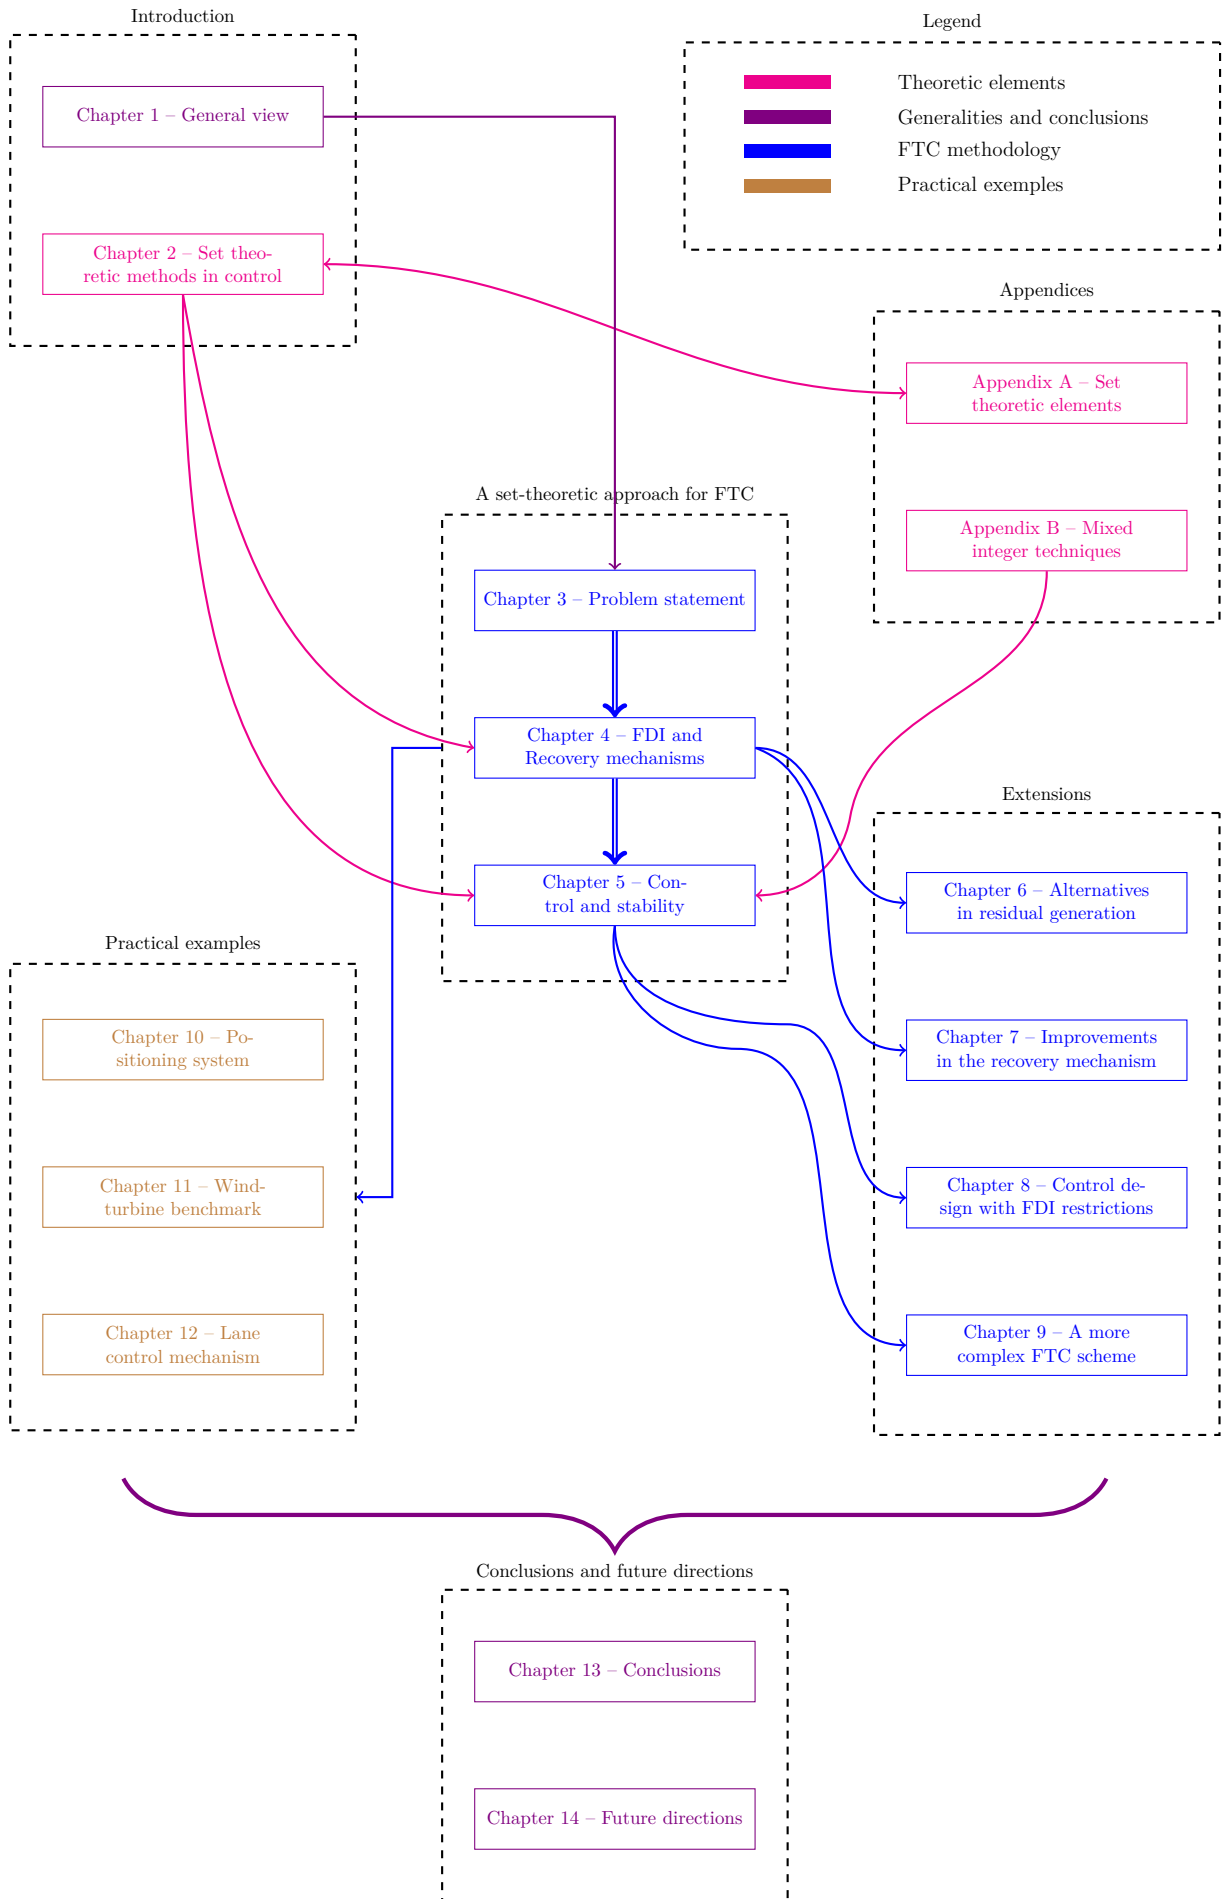 Introduction
Chapter 1 – General view
Chapter 2 – Set theo-
retic methods in control
Legend
Theoretic elements
Generalities and conclusions
FTC methodology
Practical exemples
Appendices
Appendix A – Set
theoretic elements
Appendix B – Mixed
integer techniques
A set-theoretic approach for FTC
Chapter 3 – Problem statement
Chapter 4 – FDI and
Recovery mechanisms
Chapter 5 – Con-
trol and stability
Extensions
Chapter 6 – Alternatives
in residual generation
Chapter 7 – Improvements
in the recovery mechanism
Chapter 8 – Control de-
sign with FDI restrictions
Chapter 9 – A more
complex FTC scheme
Practical examples
Chapter 10 – Po-
sitioning system
Chapter 11 – Wind-
turbine benchmark
Chapter 12 – Lane
control mechanism
Conclusions and future directions
Chapter 13 – Conclusions
Chapter 14 – Future directions